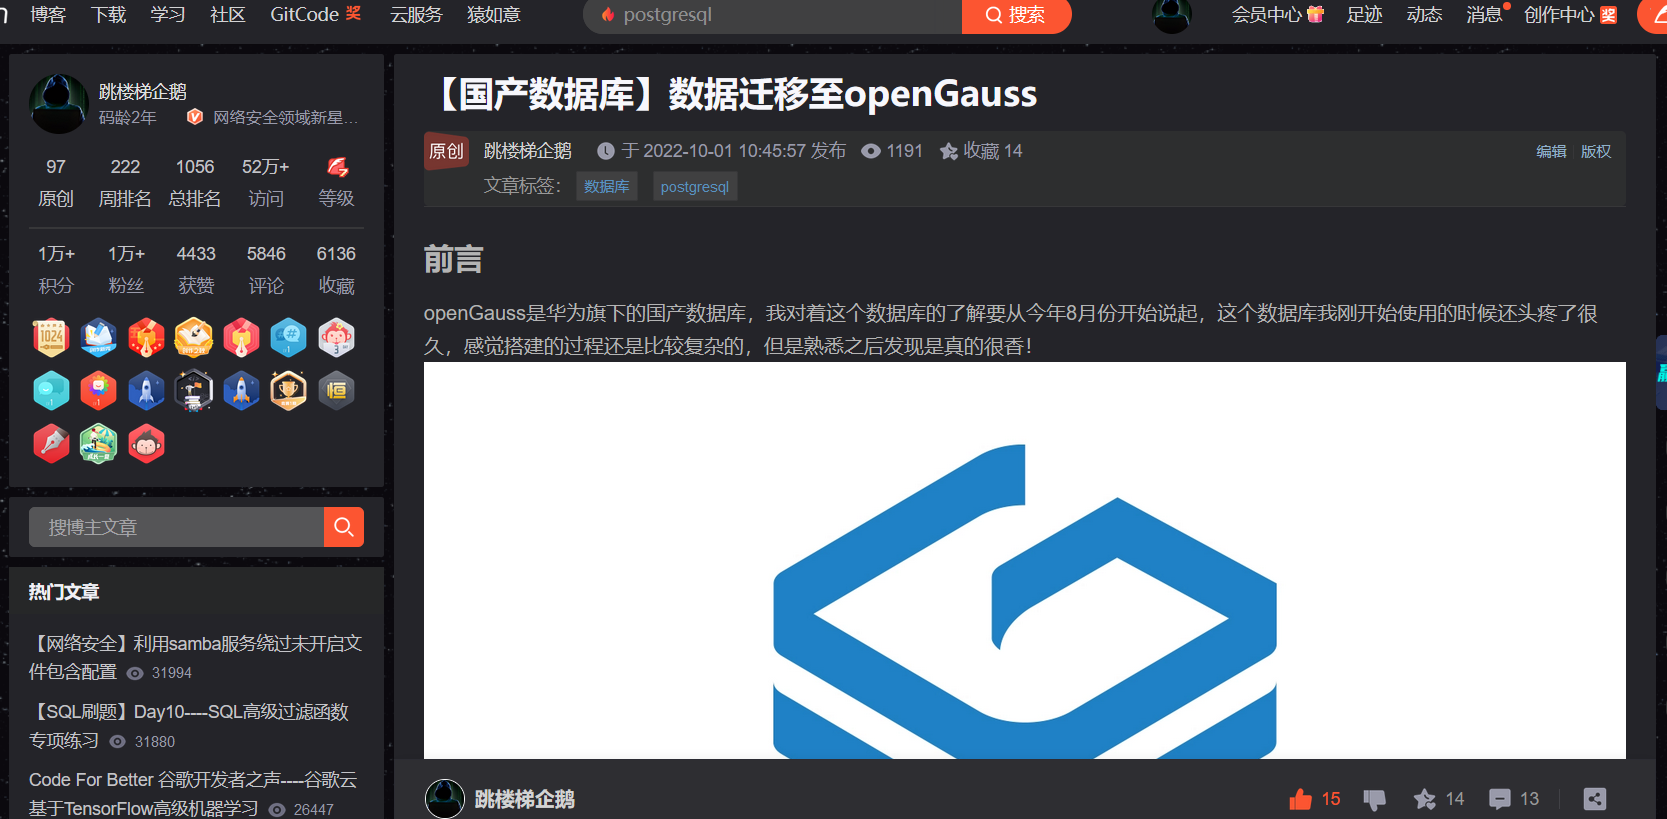 博客 下载 学习 社区 GitCode 奖 云服务 猿如意 postgresql 搜索 会员中心 足迹 动态 消息 创作中心 奖
跳楼梯企鹅
码龄2年 网络安全领域新星...
97 222 1056 52万+
原创 周排名 总排名 访问 等级
1万+ 1万+ 4433 5846 6136
积分 粉丝 获赞 评论 收藏
1024
恒
搜博主文章
热门文章
【网络安全】利用samba服务绕过未开启文
件包含配置 31994
【SQL刷题】Day10----SQL高级过滤函数
专项练习 31880
Code For Better 谷歌开发者之声----谷歌云
基于TensorFlow高级机器学习 26447
【国产数据库】数据迁移至openGauss
原创 跳楼梯企鹅 于 2022-10-01 10:45:57 发布 1191 收藏 14 编辑 版权
文章标签： 数据库 postgresql
前言
openGauss是华为旗下的国产数据库，我对着这个数据库的了解要从今年8月份开始说起，这个数据库我刚开始使用的时候还头疼了很
久，感觉搭建的过程还是比较复杂的，但是熟悉之后发现是真的很香！
跳楼梯企鹅 15 14 13